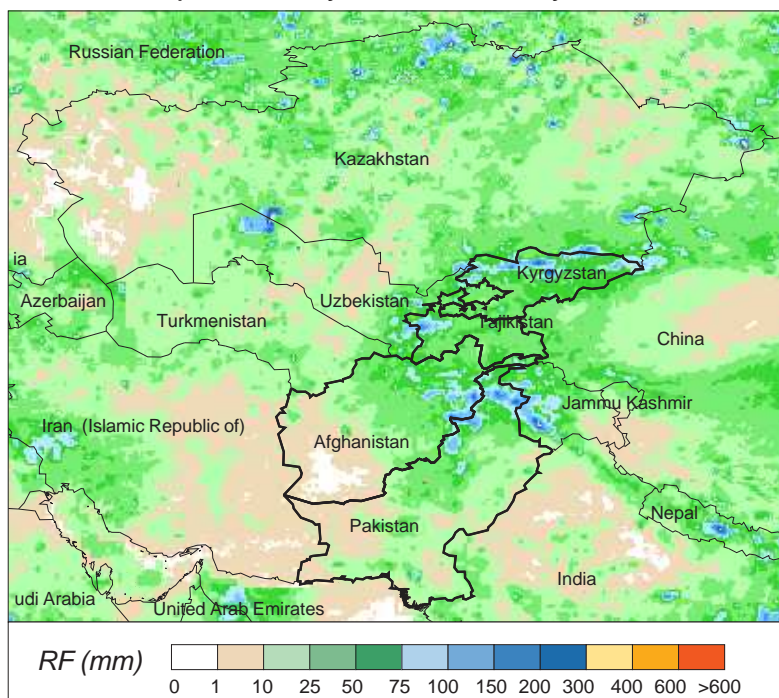 Russian Federation
Kazakhstan
ia
Kyrgyzstan
Azerbaijan
Uzbekistan
Turkmenistan
Tajikistan
China
Jammu Kashmir
Iran (Islamic Republic of)
Afghanistan
Pakistan
Nepal
India
udi Arabia
United Arab Emirates
RF (mm)
0 1 10 25 50 75 100 150 200 300 400 600 >600